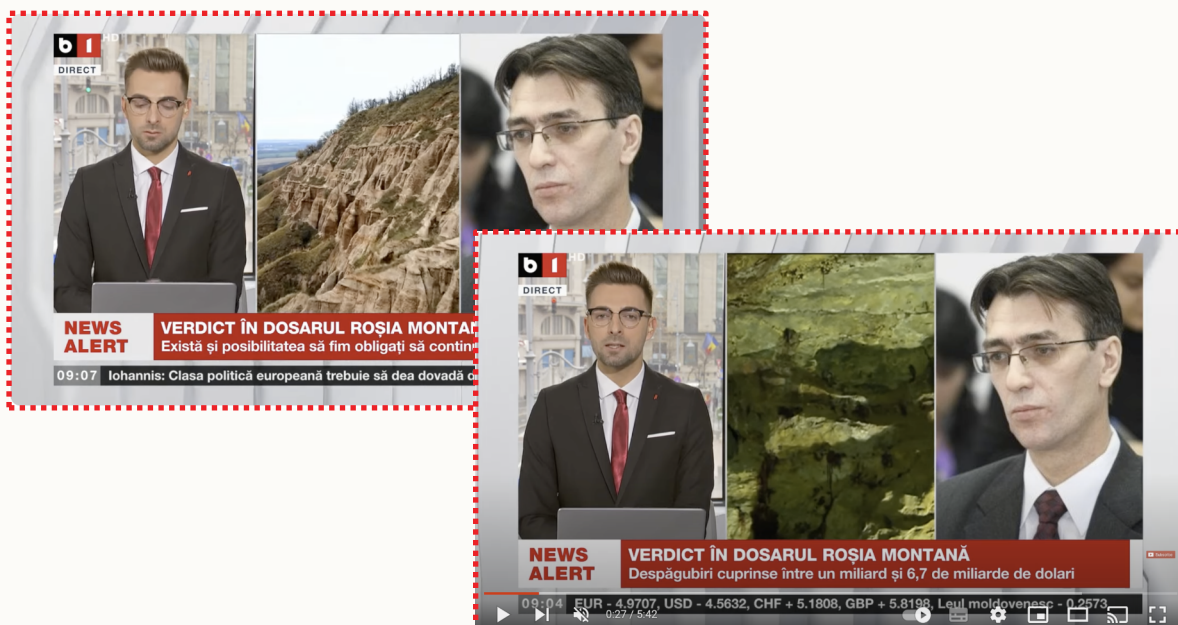 b1 HD
DIRECT
NEWS ALERT
VERDICT ÎN DOSARUL ROȘIA
Există și posibilitatea să fim obligați să
09:07 Iohannis: Clasa politică europeană trebuie să dea dovadă
b1 HD
DIRECT
NEWS ALERT
VERDICT ÎN DOSARUL ROȘIA MONTANĂ
Despăgubiri cuprinse între un miliard și 6,7 de miliarde de dolari
09:04 EUR - 4.9707, USD - 4.5632, CHF + 5.1808, GBP + 5.8198, Leul moldovenesc - 0.2573
0:27 / 5:42